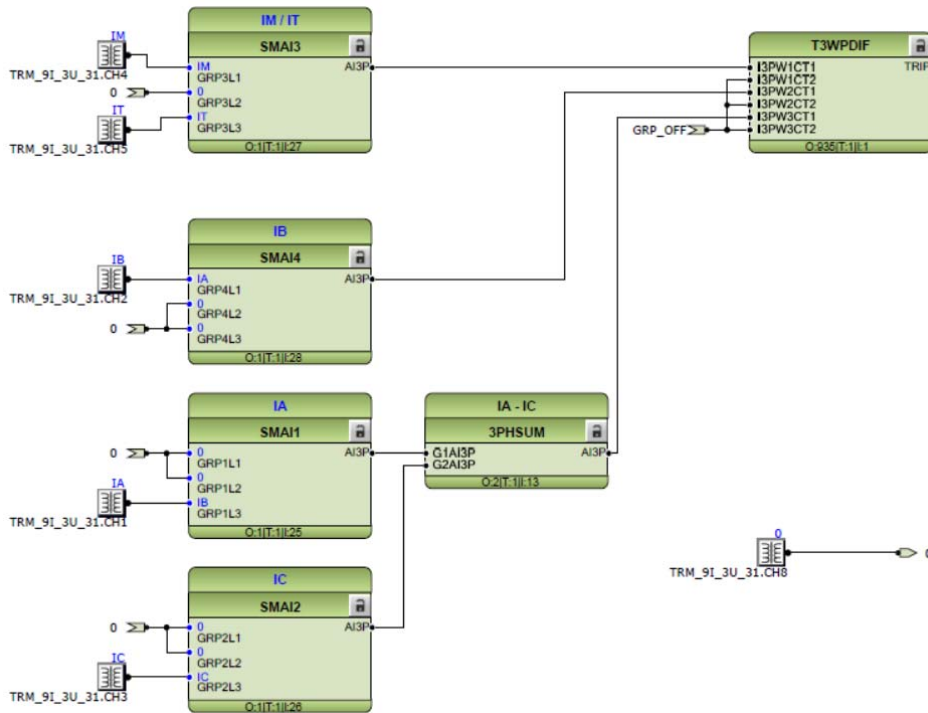 IM / IT
SMAI3
IM
TRM_9I_3U_31.CH4
IM
GRP3L1
AI3P
0
0
GRP3L2
IT
TRM_9I_3U_31.CH5
IT
GRP3L3
O:1|T:1|I:27
T3WPDIF
I3PW1CT1
TRIP
I3PW1CT2
I3PW2CT1
I3PW2CT2
I3PW3CT1
I3PW3CT2
GRP_OFF
O:935|T:1|I:1
IB
SMAI4
IB
TRM_9I_3U_31.CH2
IA
GRP4L1
AI3P
0
GRP4L2
0
0
GRP4L3
O:1|T:1|I:28
IA
SMAI1
0
0
GRP1L1
AI3P
0
GRP1L2
IA
TRM_9I_3U_31.CH1
IB
GRP1L3
O:1|T:1|I:25
IA - IC
3PHSUM
G1AI3P
AI3P
G2AI3P
O:2|T:1|I:13
0
TRM_9I_3U_31.CH8
IC
SMAI2
0
0
GRP2L1
AI3P
0
GRP2L2
IC
TRM_9I_3U_31.CH3
IC
GRP2L3
O:1|T:1|I:26